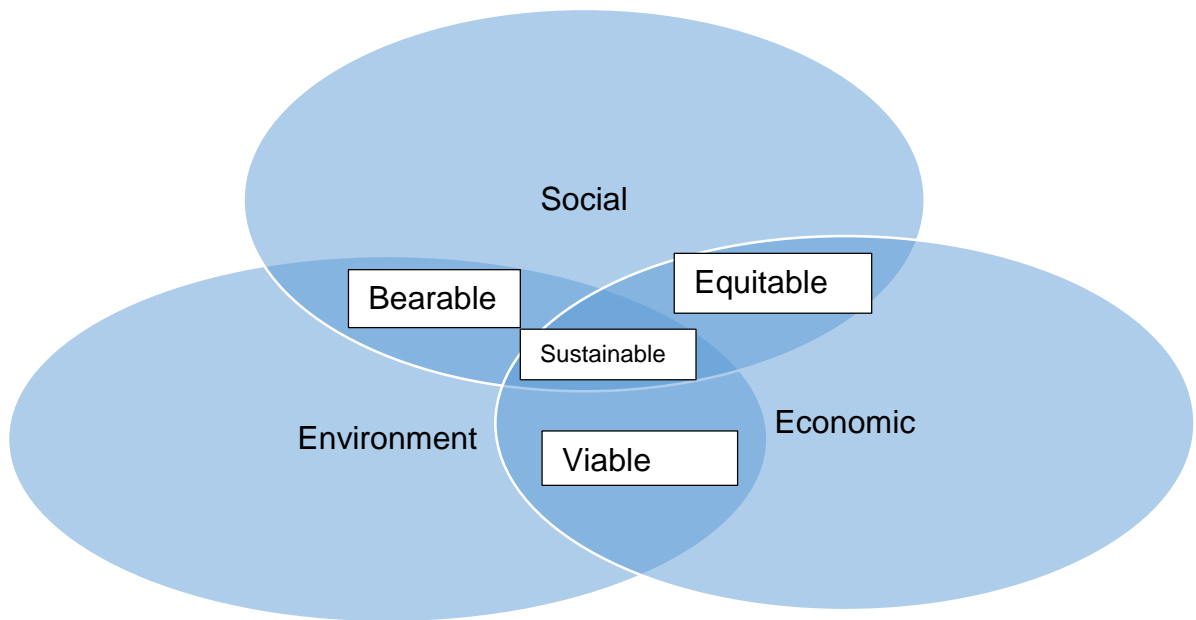 Social
Equitable
Bearable
Sustainable
Economic
Environment
Viable